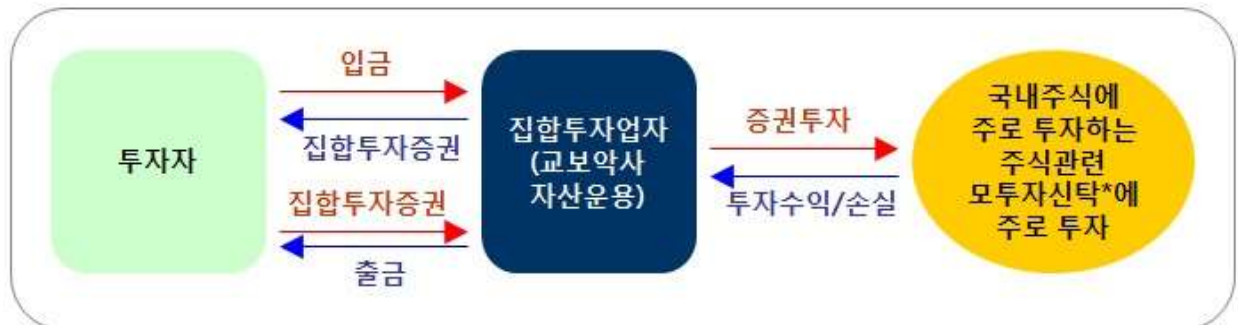 투자자
입금
집합투자증권
집합투자증권
출금
집합투자업자
(교보악사
자산운용)
증권투자
투자수익/손실
국내주식에
주로 투자하는
주식관련
모투자신탁*에
주로 투자